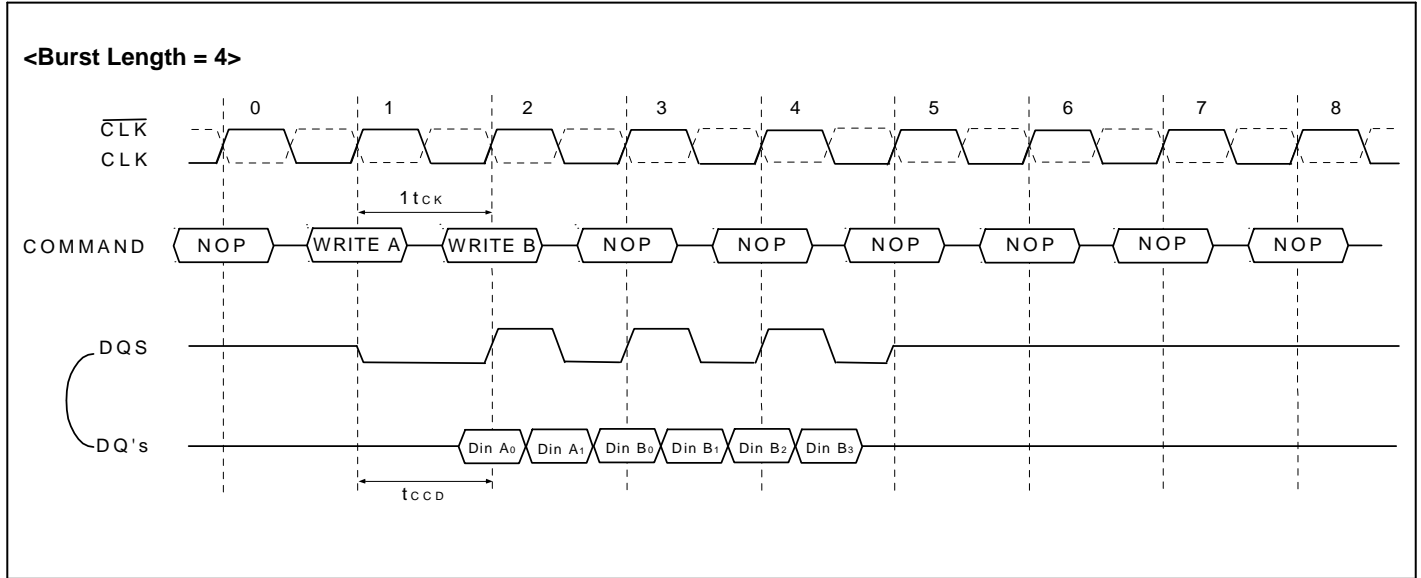 <Burst Length = 4>
0 1 2 3 4 5 6 7 8
CLK
CLK
1tCK
COMMAND NOP WRITE A WRITE B NOP NOP NOP NOP NOP NOP
DQS
DQ's Din A0 Din A1 Din B0 Din B1 Din B2 Din B3
tCCD